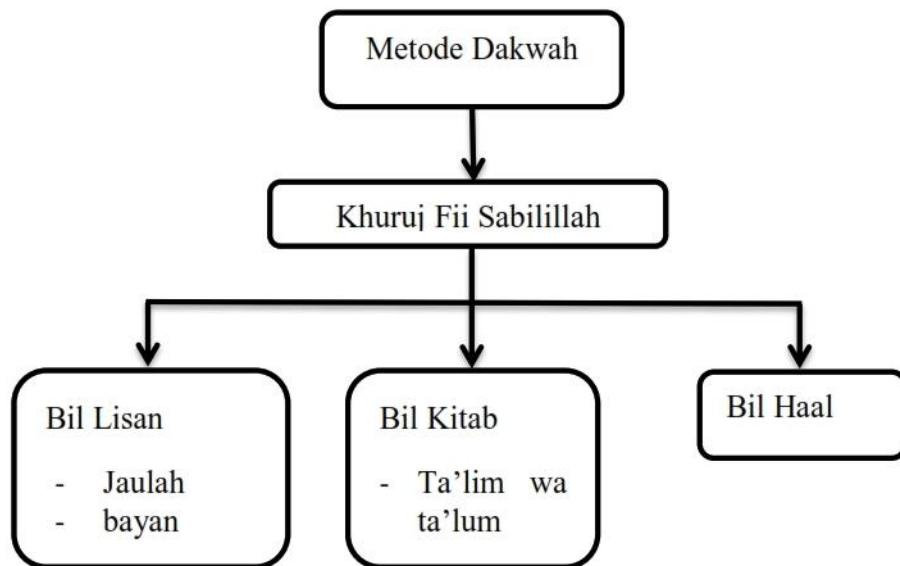 Metode Dakwah
Khuruj Fii Sabilillah
Bil Lisan
- Jaulah
- bayan
Bil Kitab
- Ta’lim wa
ta’lum
Bil Haal